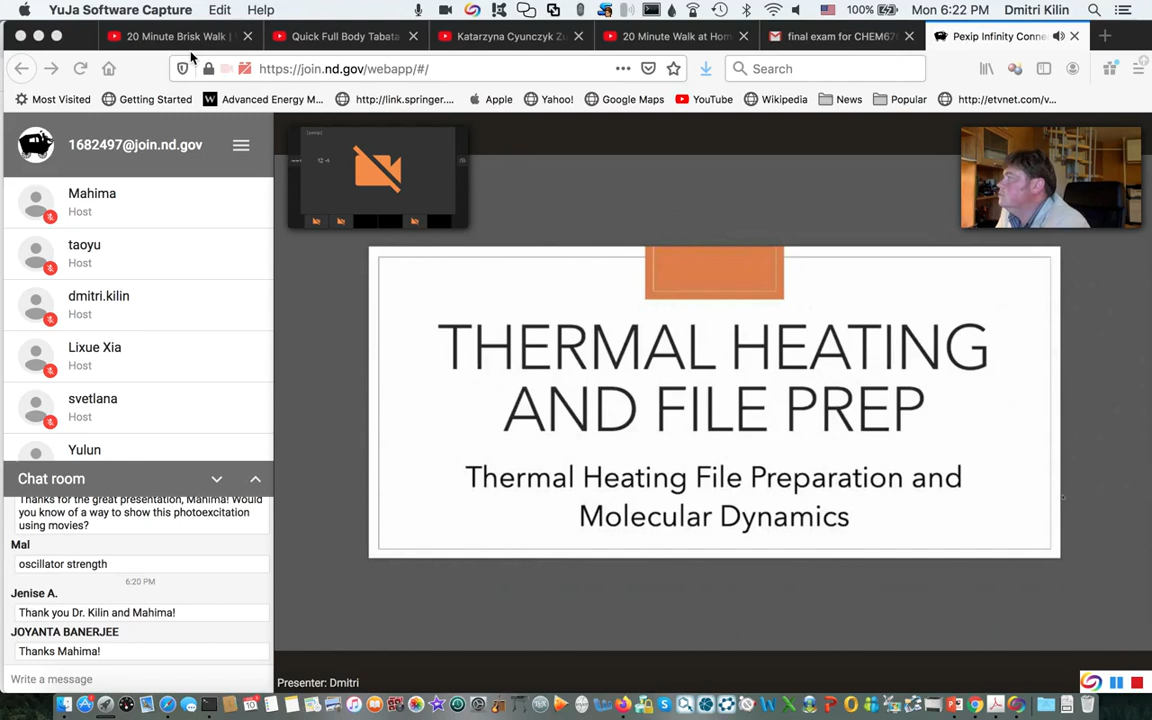 YuJa Software Capture Edit Help 100% Mon 6:22 PM Dmitri Kilin
20 Minute Brisk Walk | Quick Full Body Tabata Katarzyna Cyunczyk Zu 20 Minute Walk at Hom final exam for CHEM67 Pexip Infinity Conne
https://join.nd.gov/webapp/#/ Search
Most Visited Getting Started Advanced Energy M... http://link.springer.... Apple Yahoo! Google Maps YouTube Wikipedia News Popular http://etvnet.com/v...
1682497@join.nd.gov
Mahima
Host
taoyu
Host
dmitri.kilin
Host
Lixue Xia
Host
svetlana
Host
Yulun
Chat room
Thanks for the great presentation, Mahima! Would
you know of a way to show this photoexcitation
using movies?
Mal
oscillator strength
6:20 PM
Jenise A.
Thank you Dr. Kilin and Mahima!
JOYANTA BANERJEE
Thanks Mahima!
Write a message
THERMAL HEATING
AND FILE PREP
Thermal Heating File Preparation and
Molecular Dynamics
Presenter: Dmitri